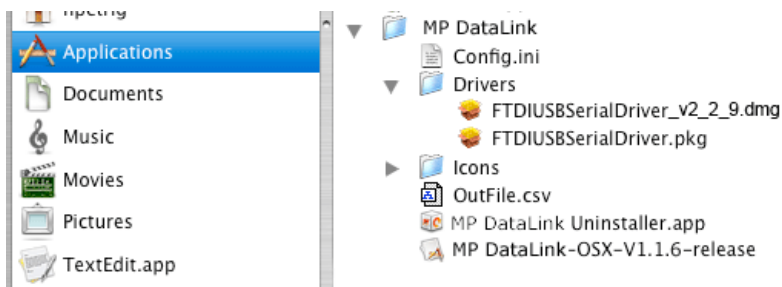 Applications
Documents
Music
Movies
Pictures
TextEdit.app
MP DataLink
Config.ini
Drivers
FTDIUSBSerialDriver_v2_2_9.dmg
FTDIUSBSerialDriver.pkg
Icons
OutFile.csv
MP DataLink Uninstaller.app
MP DataLink-OSX-V1.1.6-release